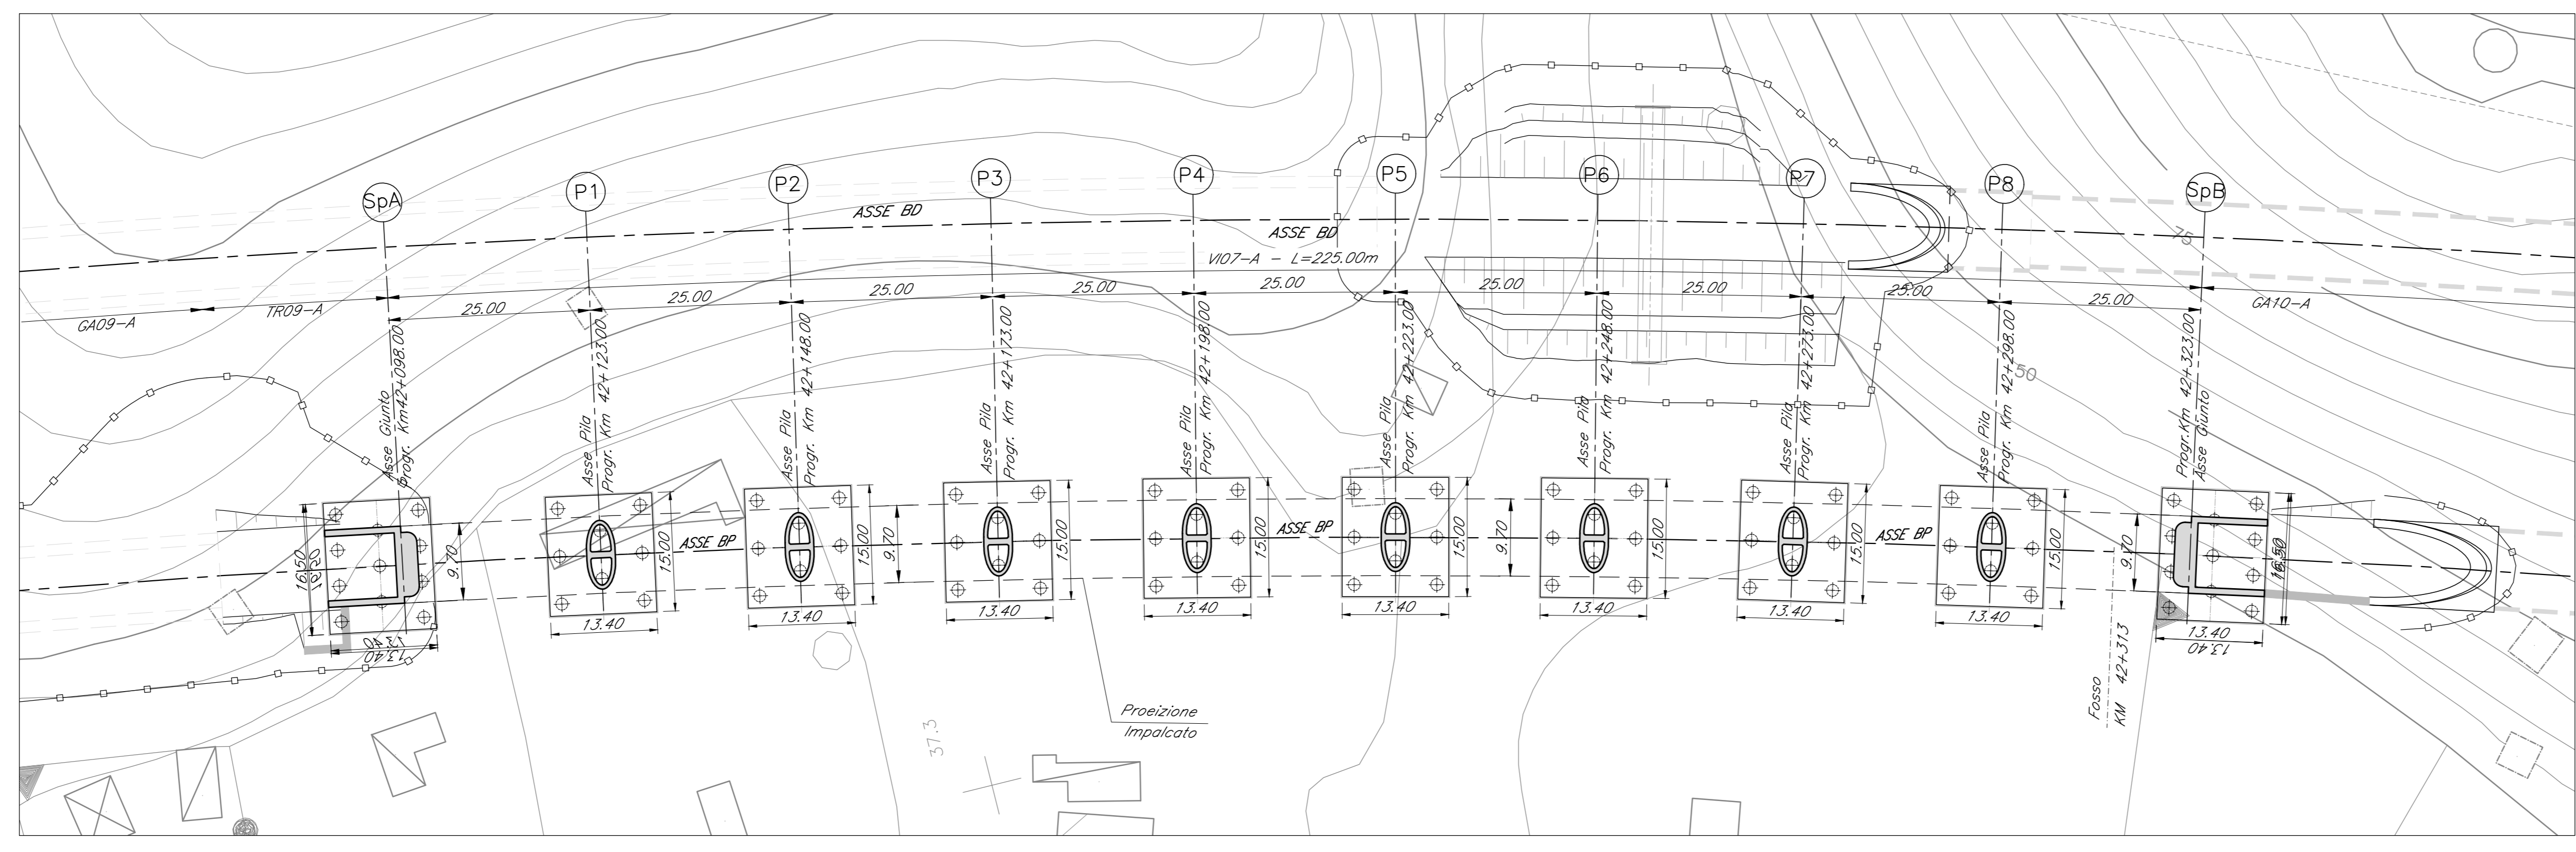 SpA
P1
P2
P3
P4
P5
P6
P7
P8
SpB
ASSE BD
ASSE BD
VI07-A - L=225.00m
75
GA09-A
TR09-A
25.00
25.00
25.00
25.00
25.00
25.00
25.00
25.00
25.00
GA10-A
50
Asse Giunto
Progr. Km42+098.00
Asse Pila
Progr. Km 42+123.00
Asse Pila
Progr. Km 42+148.00
Asse Pila
Progr. Km 42+173.00
Asse Pila
Progr. Km 42+198.00
Asse Pila
Progr. Km 42+223.00
Asse Pila
Progr. Km 42+248.00
Asse Pila
Progr. Km 42+273.00
Asse Pila
Progr. Km 42+298.00
Progr.Km 42+323.00
Asse Giunto
16.50
9.70
15.00
15.00
9.70
15.00
15.00
15.00
9.70
15.00
15.00
15.00
9.70
16.50
ASSE BP
ASSE BP
ASSE BP
13.40
13.40
13.40
13.40
13.40
13.40
13.40
13.40
13.40
13.40
13.40
13.40
Fosso
KM 42+313
Proeizione
Impalcato
37.3